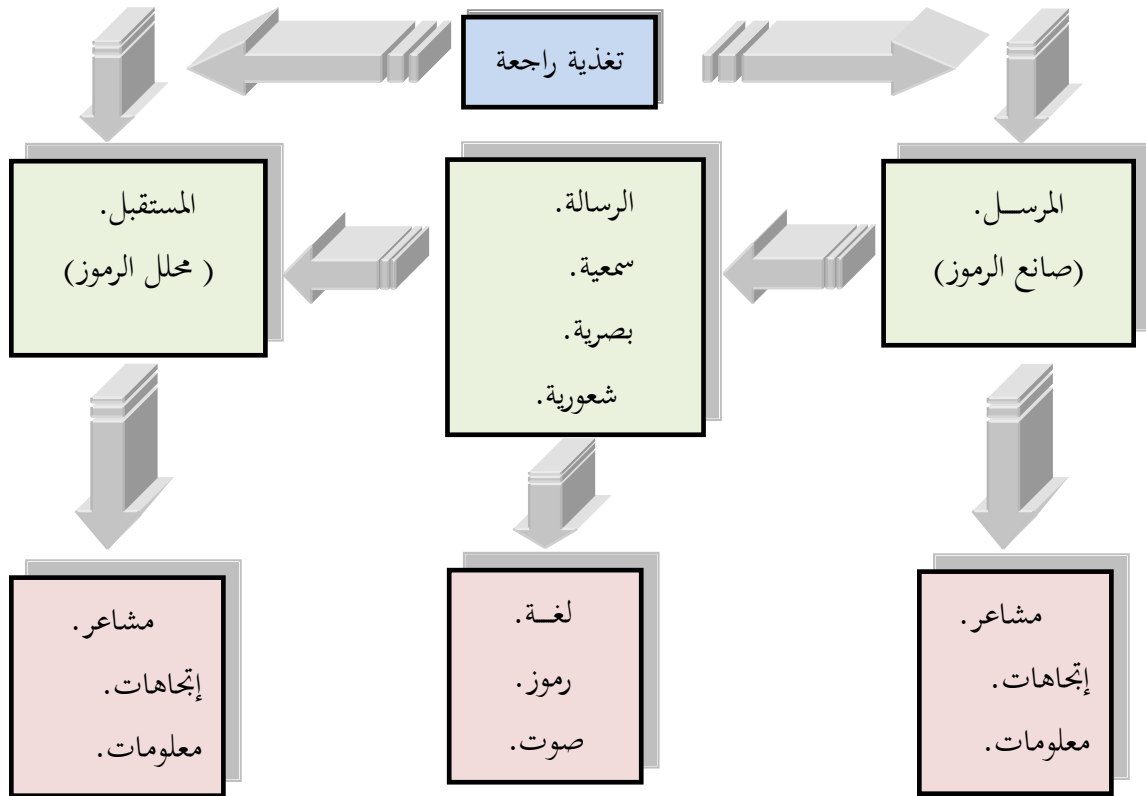 تغذية راجعة
المرســل.
(صانع الرموز)
الرسالة.
سمعية.
بصرية.
شعورية.
المستقبل.
( محلل الرموز)
مشاعر.
إتجاهات.
معلومات.
لغــة.
رموز.
صوت.
مشاعر.
إتجاهات.
معلومات.